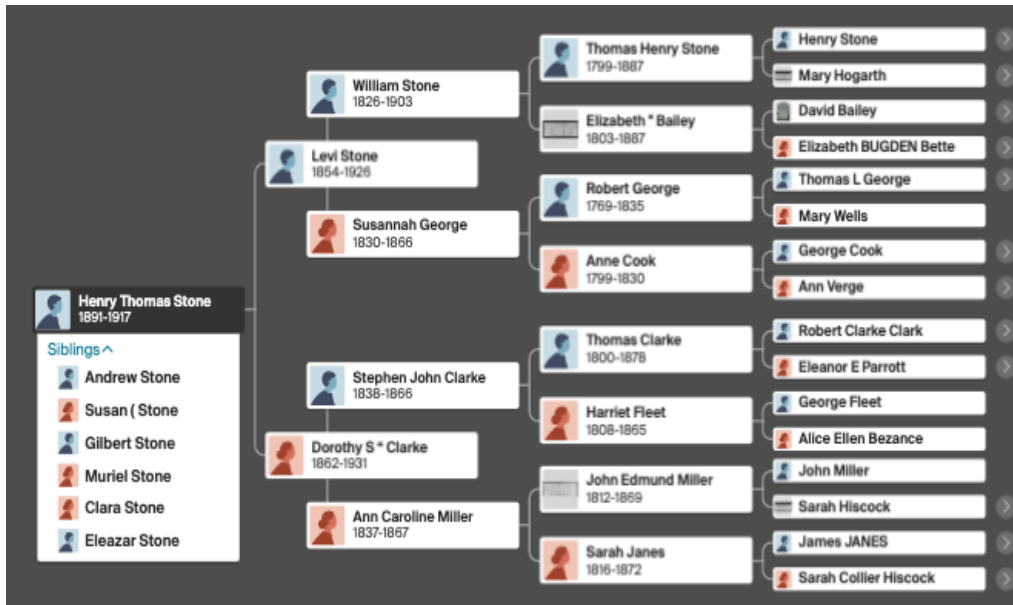 Henry Thomas Stone
1891-1917
Siblings
Andrew Stone
Susan ( Stone
Gilbert Stone
Muriel Stone
Clara Stone
Eleazar Stone
Levi Stone
1854-1926
Dorothy S * Clarke
1862-1931
William Stone
1826-1903
Susannah George
1830-1866
Stephen John Clarke
1838-1866
Ann Caroline Miller
1837-1867
Thomas Henry Stone
1799-1887
Elizabeth * Bailey
1803-1887
Robert George
1769-1835
Anne Cook
1799-1830
Thomas Clarke
1800-1878
Harriet Fleet
1808-1865
John Edmund Miller
1812-1869
Sarah Janes
1816-1872
Henry Stone
Mary Hogarth
David Bailey
Elizabeth BUGDEN Bette
Thomas L George
Mary Wells
George Cook
Ann Verge
Robert Clarke Clark
Eleanor E Parrott
George Fleet
Alice Ellen Bezance
John Miller
Sarah Hiscock
James JANES
Sarah Collier Hiscock